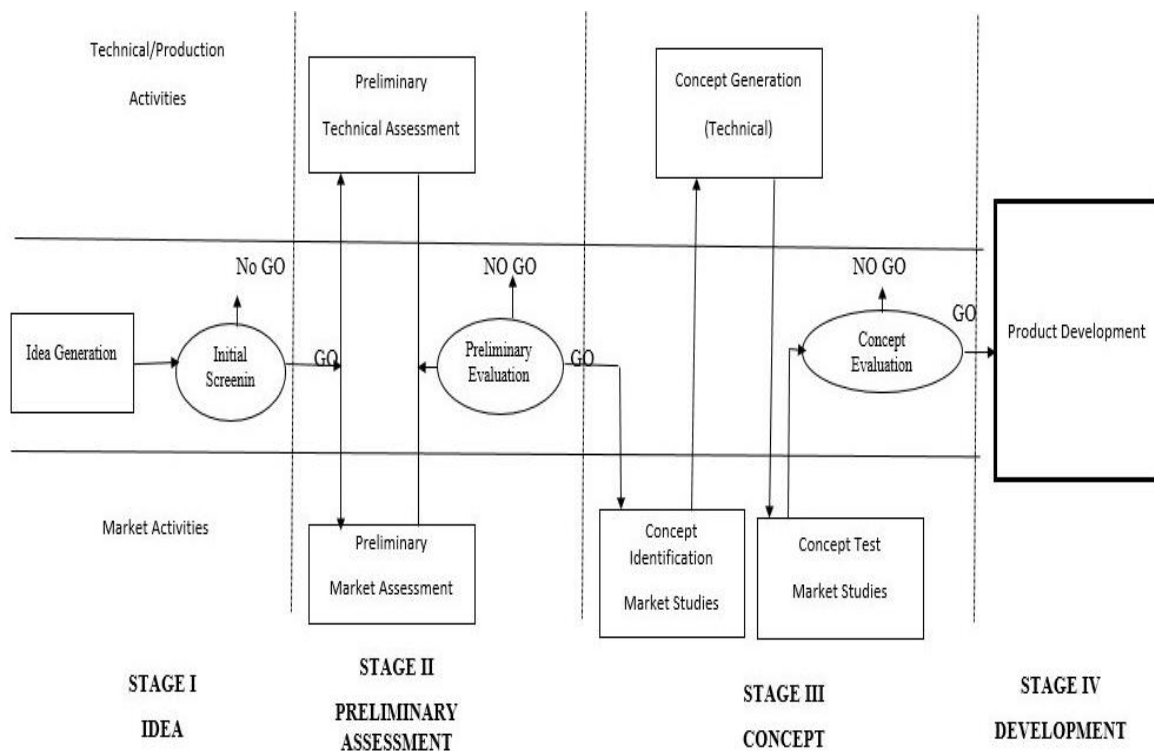 Technical/Production
Activities
Preliminary
Technical Assessment
Concept Generation
(Technical)
No GO
NO GO
NO GO
Idea Generation
Initial
Screenin
GO
Preliminary
Evaluation
GO
Concept
Evaluation
GO
Product Development
Market Activities
Preliminary
Market Assessment
Concept
Identification
Market Studies
Concept Test
Market Studies
STAGE I
IDEA
STAGE II
PRELIMINARY
ASSESSMENT
STAGE III
CONCEPT
STAGE IV
DEVELOPMENT